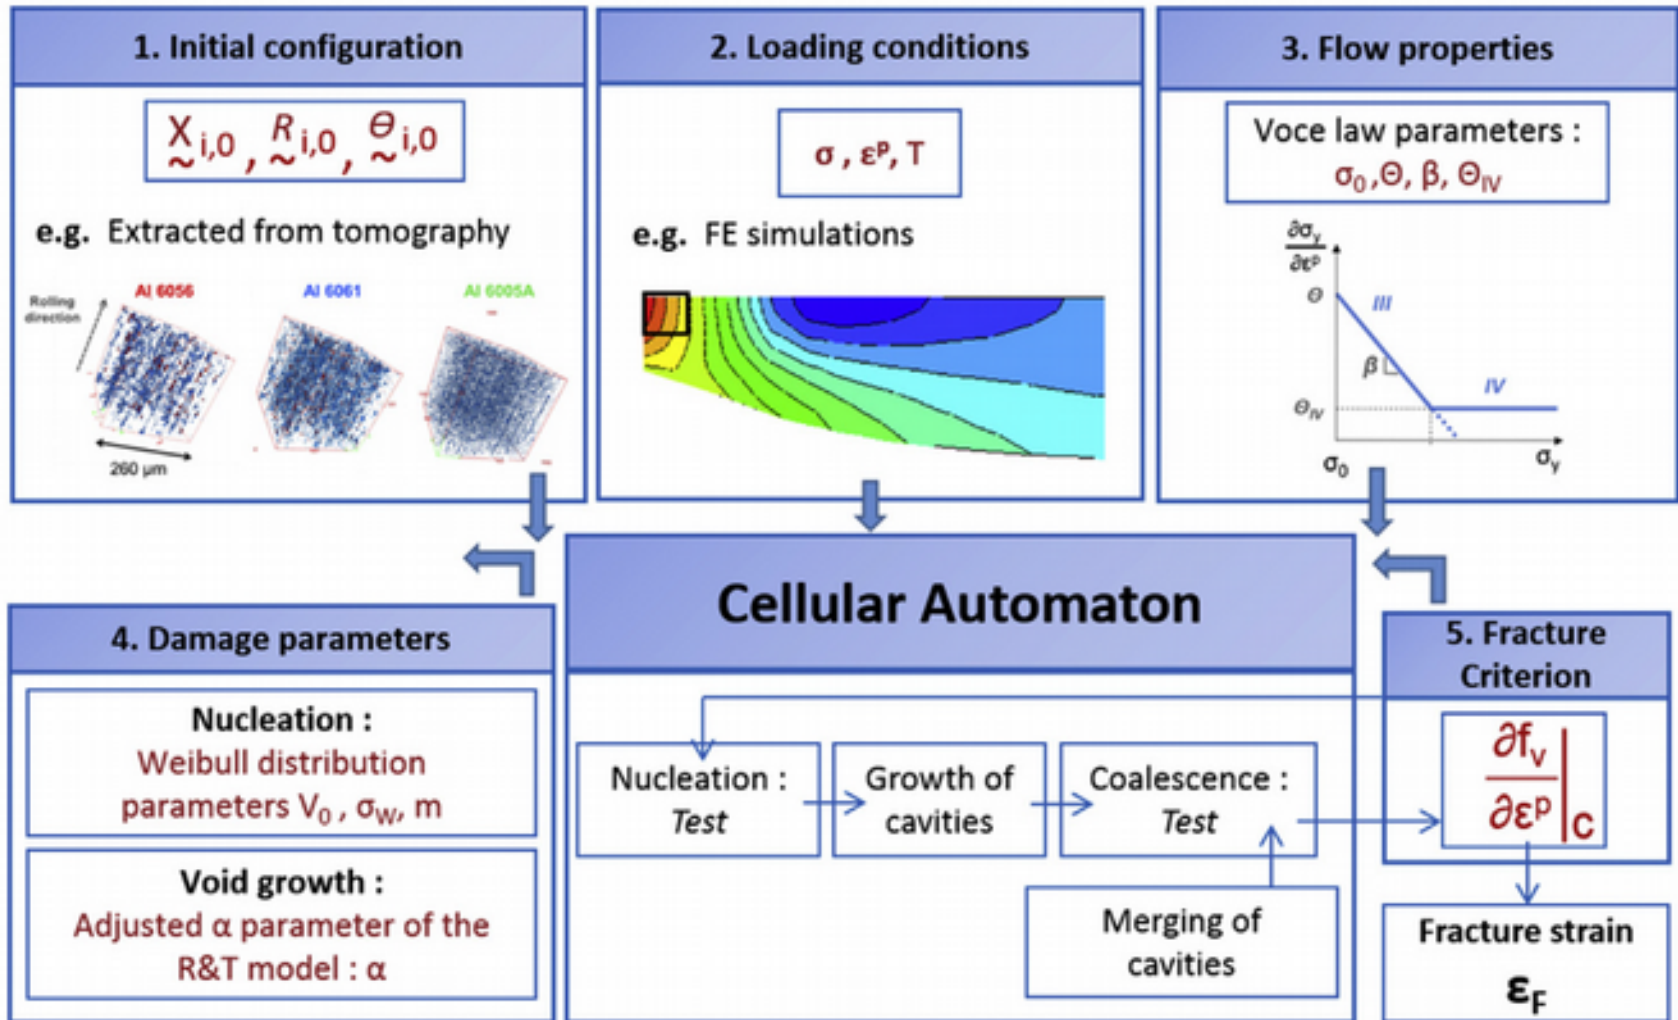 1. Initial configuration
X i,0 , R i,0 , Θ i,0
e.g. Extracted from tomography
Rolling direction
Al 6056
Al 6061
Al 6005A
260 µm
2. Loading conditions
σ , εᵖ, T
e.g. FE simulations
3. Flow properties
Voce law parameters :
σ₀ ,Θ, β, Θ_IV
∂σ_y
∂εᵖ
Θ
III
β
IV
Θ_IV
σ₀
σ_y
Cellular Automaton
4. Damage parameters
Nucleation :
Weibull distribution
parameters V₀ , σ_W, m
Void growth :
Adjusted α parameter of the
R&T model : α
Nucleation :
Test
Growth of
cavities
Coalescence :
Test
Merging of
cavities
5. Fracture
Criterion
∂f_v
∂εᵖ |_C
Fracture strain
ε_F